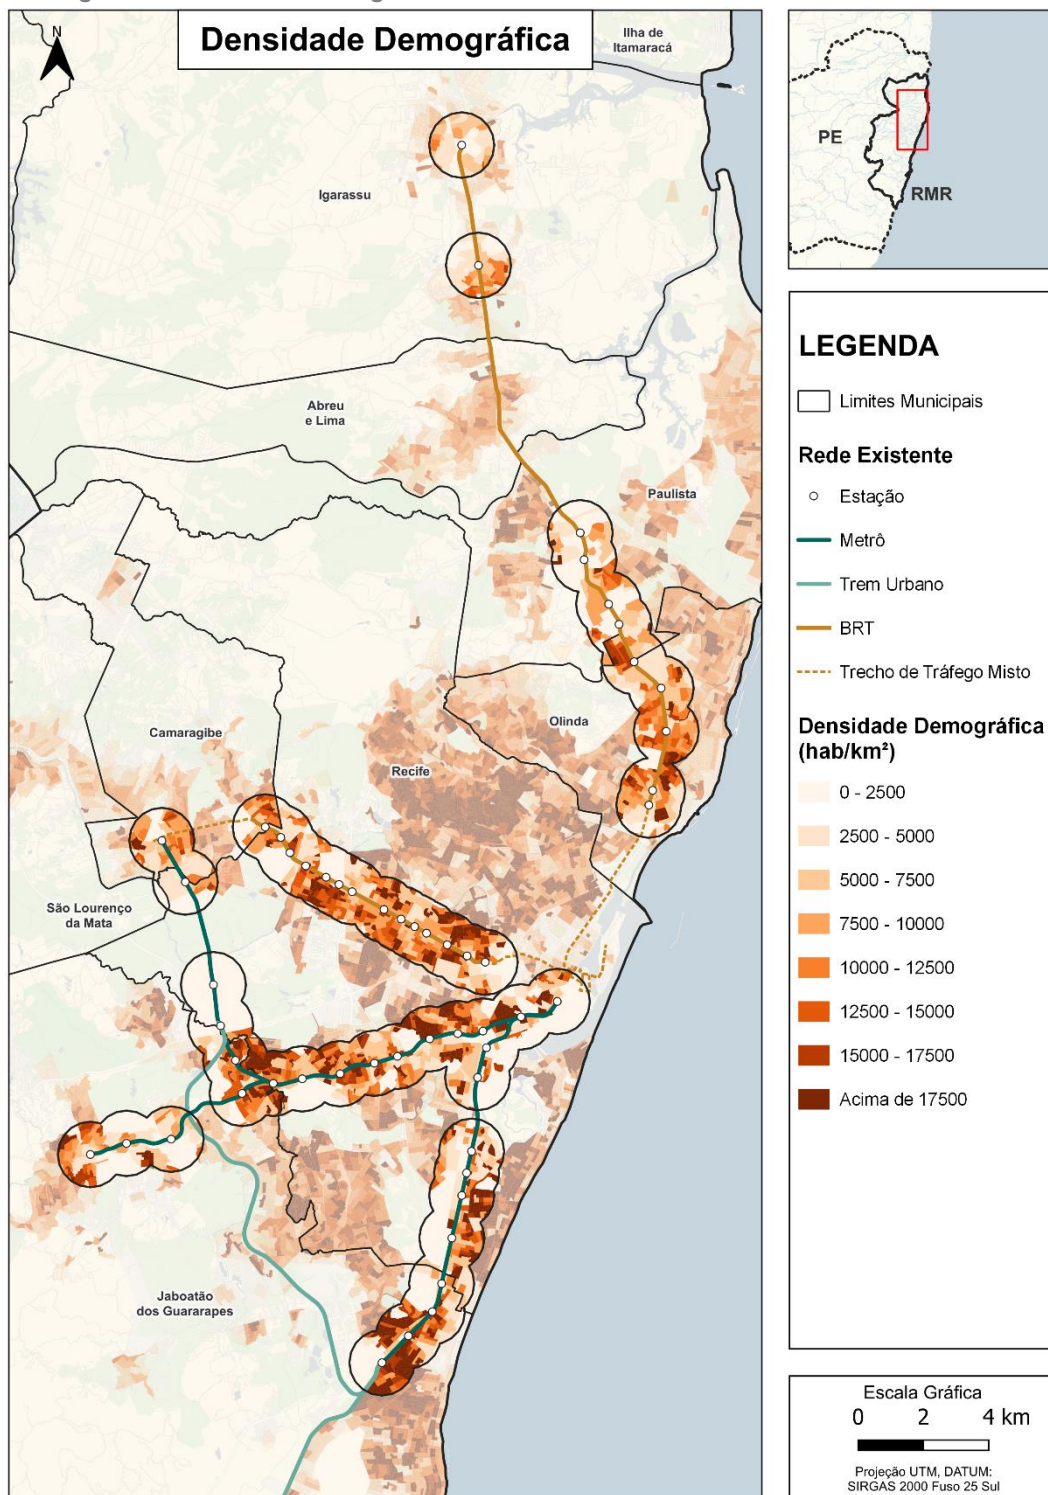 Densidade Demográfica
N
Ilha de
Itamaracá
Igarassu
Abreu
e Lima
Paulista
Olinda
Camaragibe
Recife
São Lourenço
da Mata
Jaboatão
dos Guararapes
PE
RMR
LEGENDA
Limites Municipais
Rede Existente
Estação
Metrô
Trem Urbano
BRT
Trecho de Tráfego Misto
Densidade Demográfica
(hab/km²)
0 - 2500
2500 - 5000
5000 - 7500
7500 - 10000
10000 - 12500
12500 - 15000
15000 - 17500
Acima de 17500
Escala Gráfica
0 2 4 km
Projeção UTM, DATUM:
SIRGAS 2000 Fuso 25 Sul